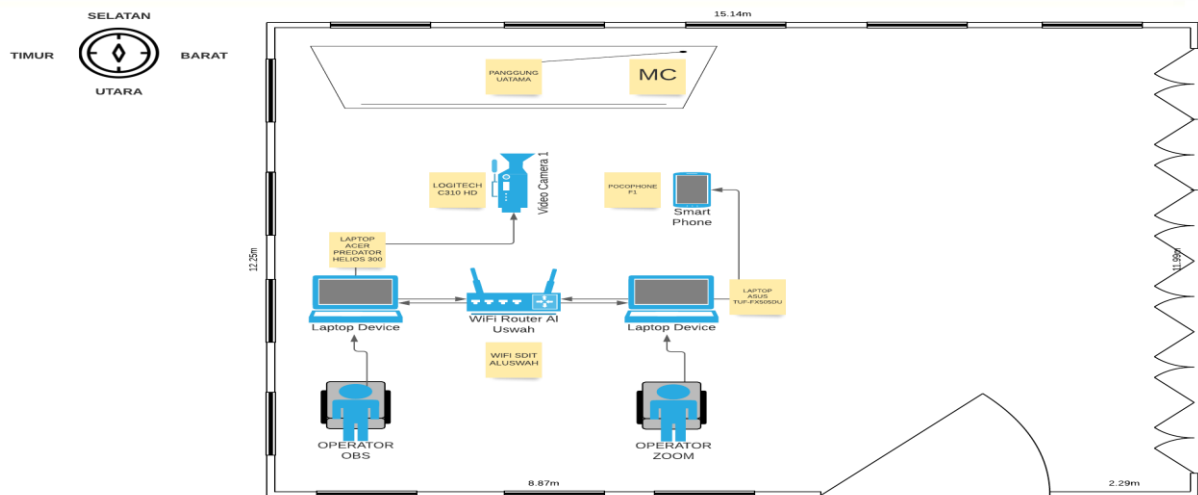 SELATAN
TIMUR
BARAT
UTARA
15.14m
PANGGUNG
UATAMA
MC
LOGITECH
C310 HD
Video Camera 1
POCOPHONE
F1
Smart
Phone
12.25m
11.99m
LAPTOP
ACER
PREDATOR
HELIOS 300
LAPTOP
ASUS
TUF-FX505DU
Laptop Device
WiFi Router Al
Uswah
Laptop Device
WIFI SDIT
ALUSWAH
OPERATOR
OBS
OPERATOR
ZOOM
8.87m
2.29m